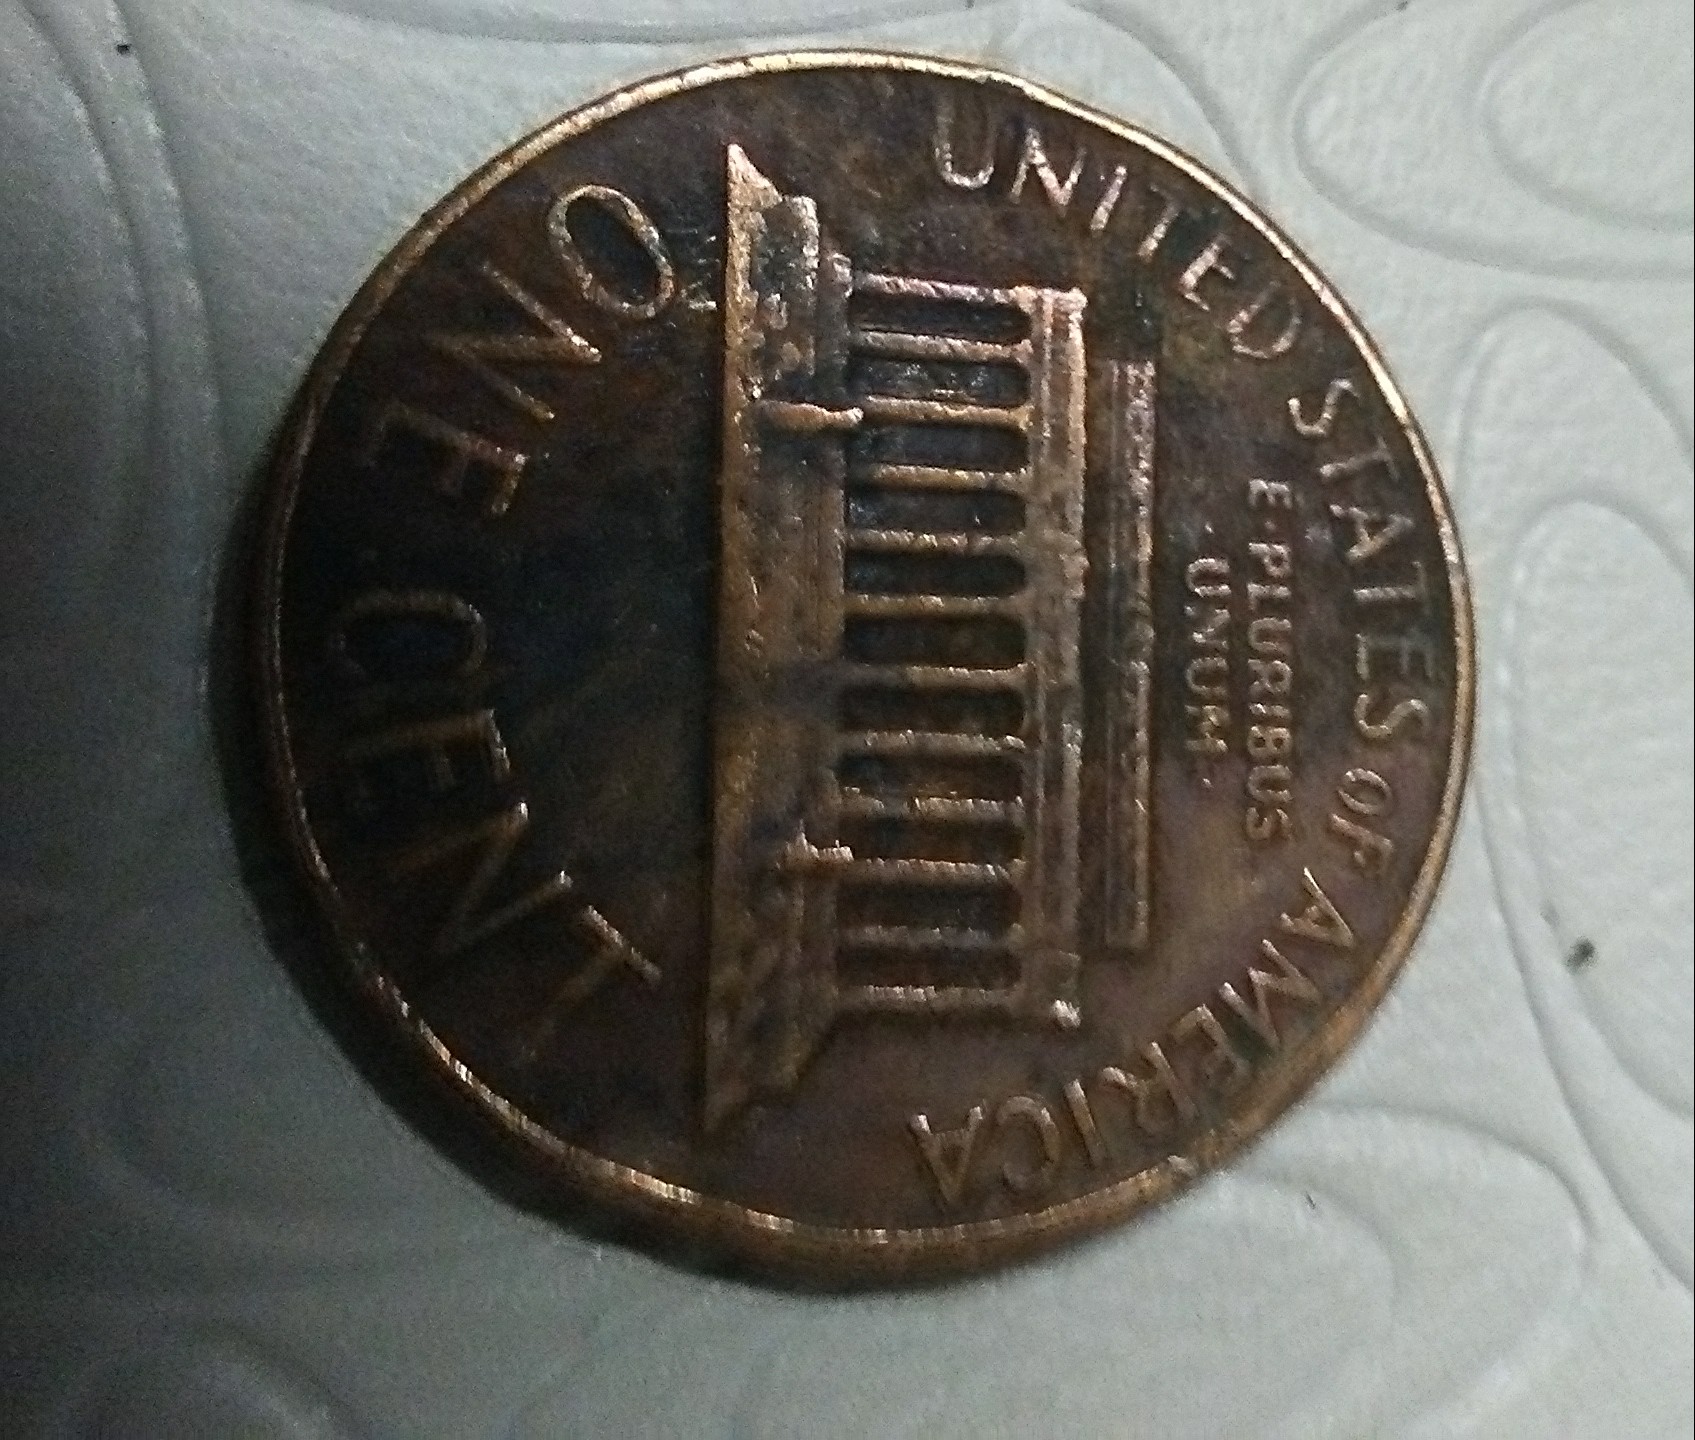 UNITED STATES OF AMERICA
E·PLURIBUS
UNUM
ONE CENT